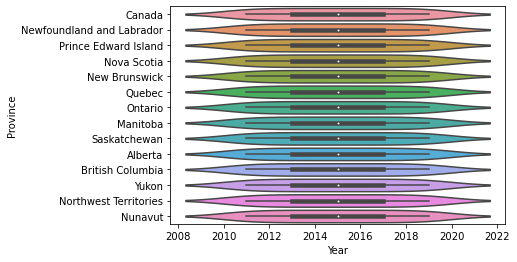 Province
Canada
Newfoundland and Labrador
Prince Edward Island
Nova Scotia
New Brunswick
Quebec
Ontario
Manitoba
Saskatchewan
Alberta
British Columbia
Yukon
Northwest Territories
Nunavut
2008 2010 2012 2014 2016 2018 2020 2022
Year